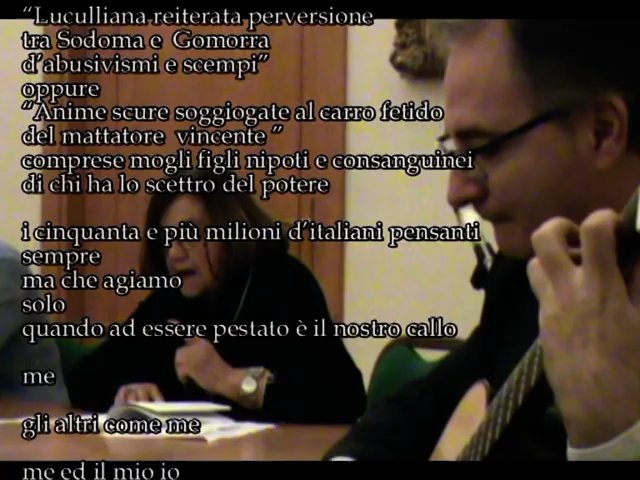 “Luculliana reiterata perversione
tra Sodoma e Gomorra
d’abusivismi e scempi”
oppure
“Anime scure soggiogate al carro fetido
del mattatore vincente ”
comprese mogli figli nipoti e consanguinei
di chi ha lo scettro del potere
i cinquanta e più milioni d’italiani pensanti
sempre
ma che agiamo
solo
quando ad essere pestato è il nostro callo
me
gli altri come me
me ed il mio io